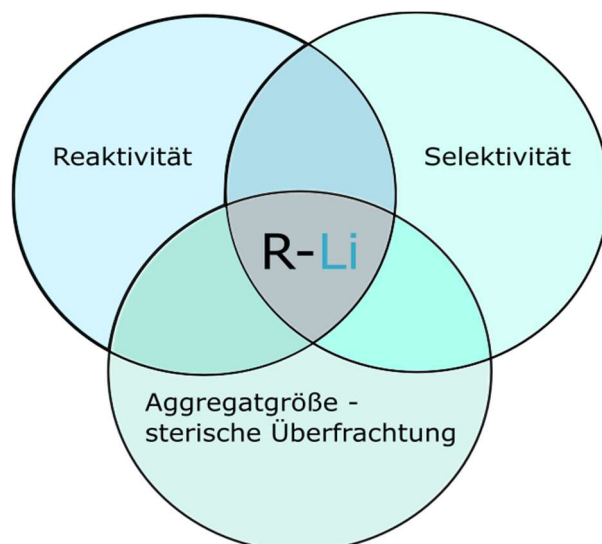 Reaktivität
Selektivität
R-Li
Aggregatgröße -
sterische Überfrachtung